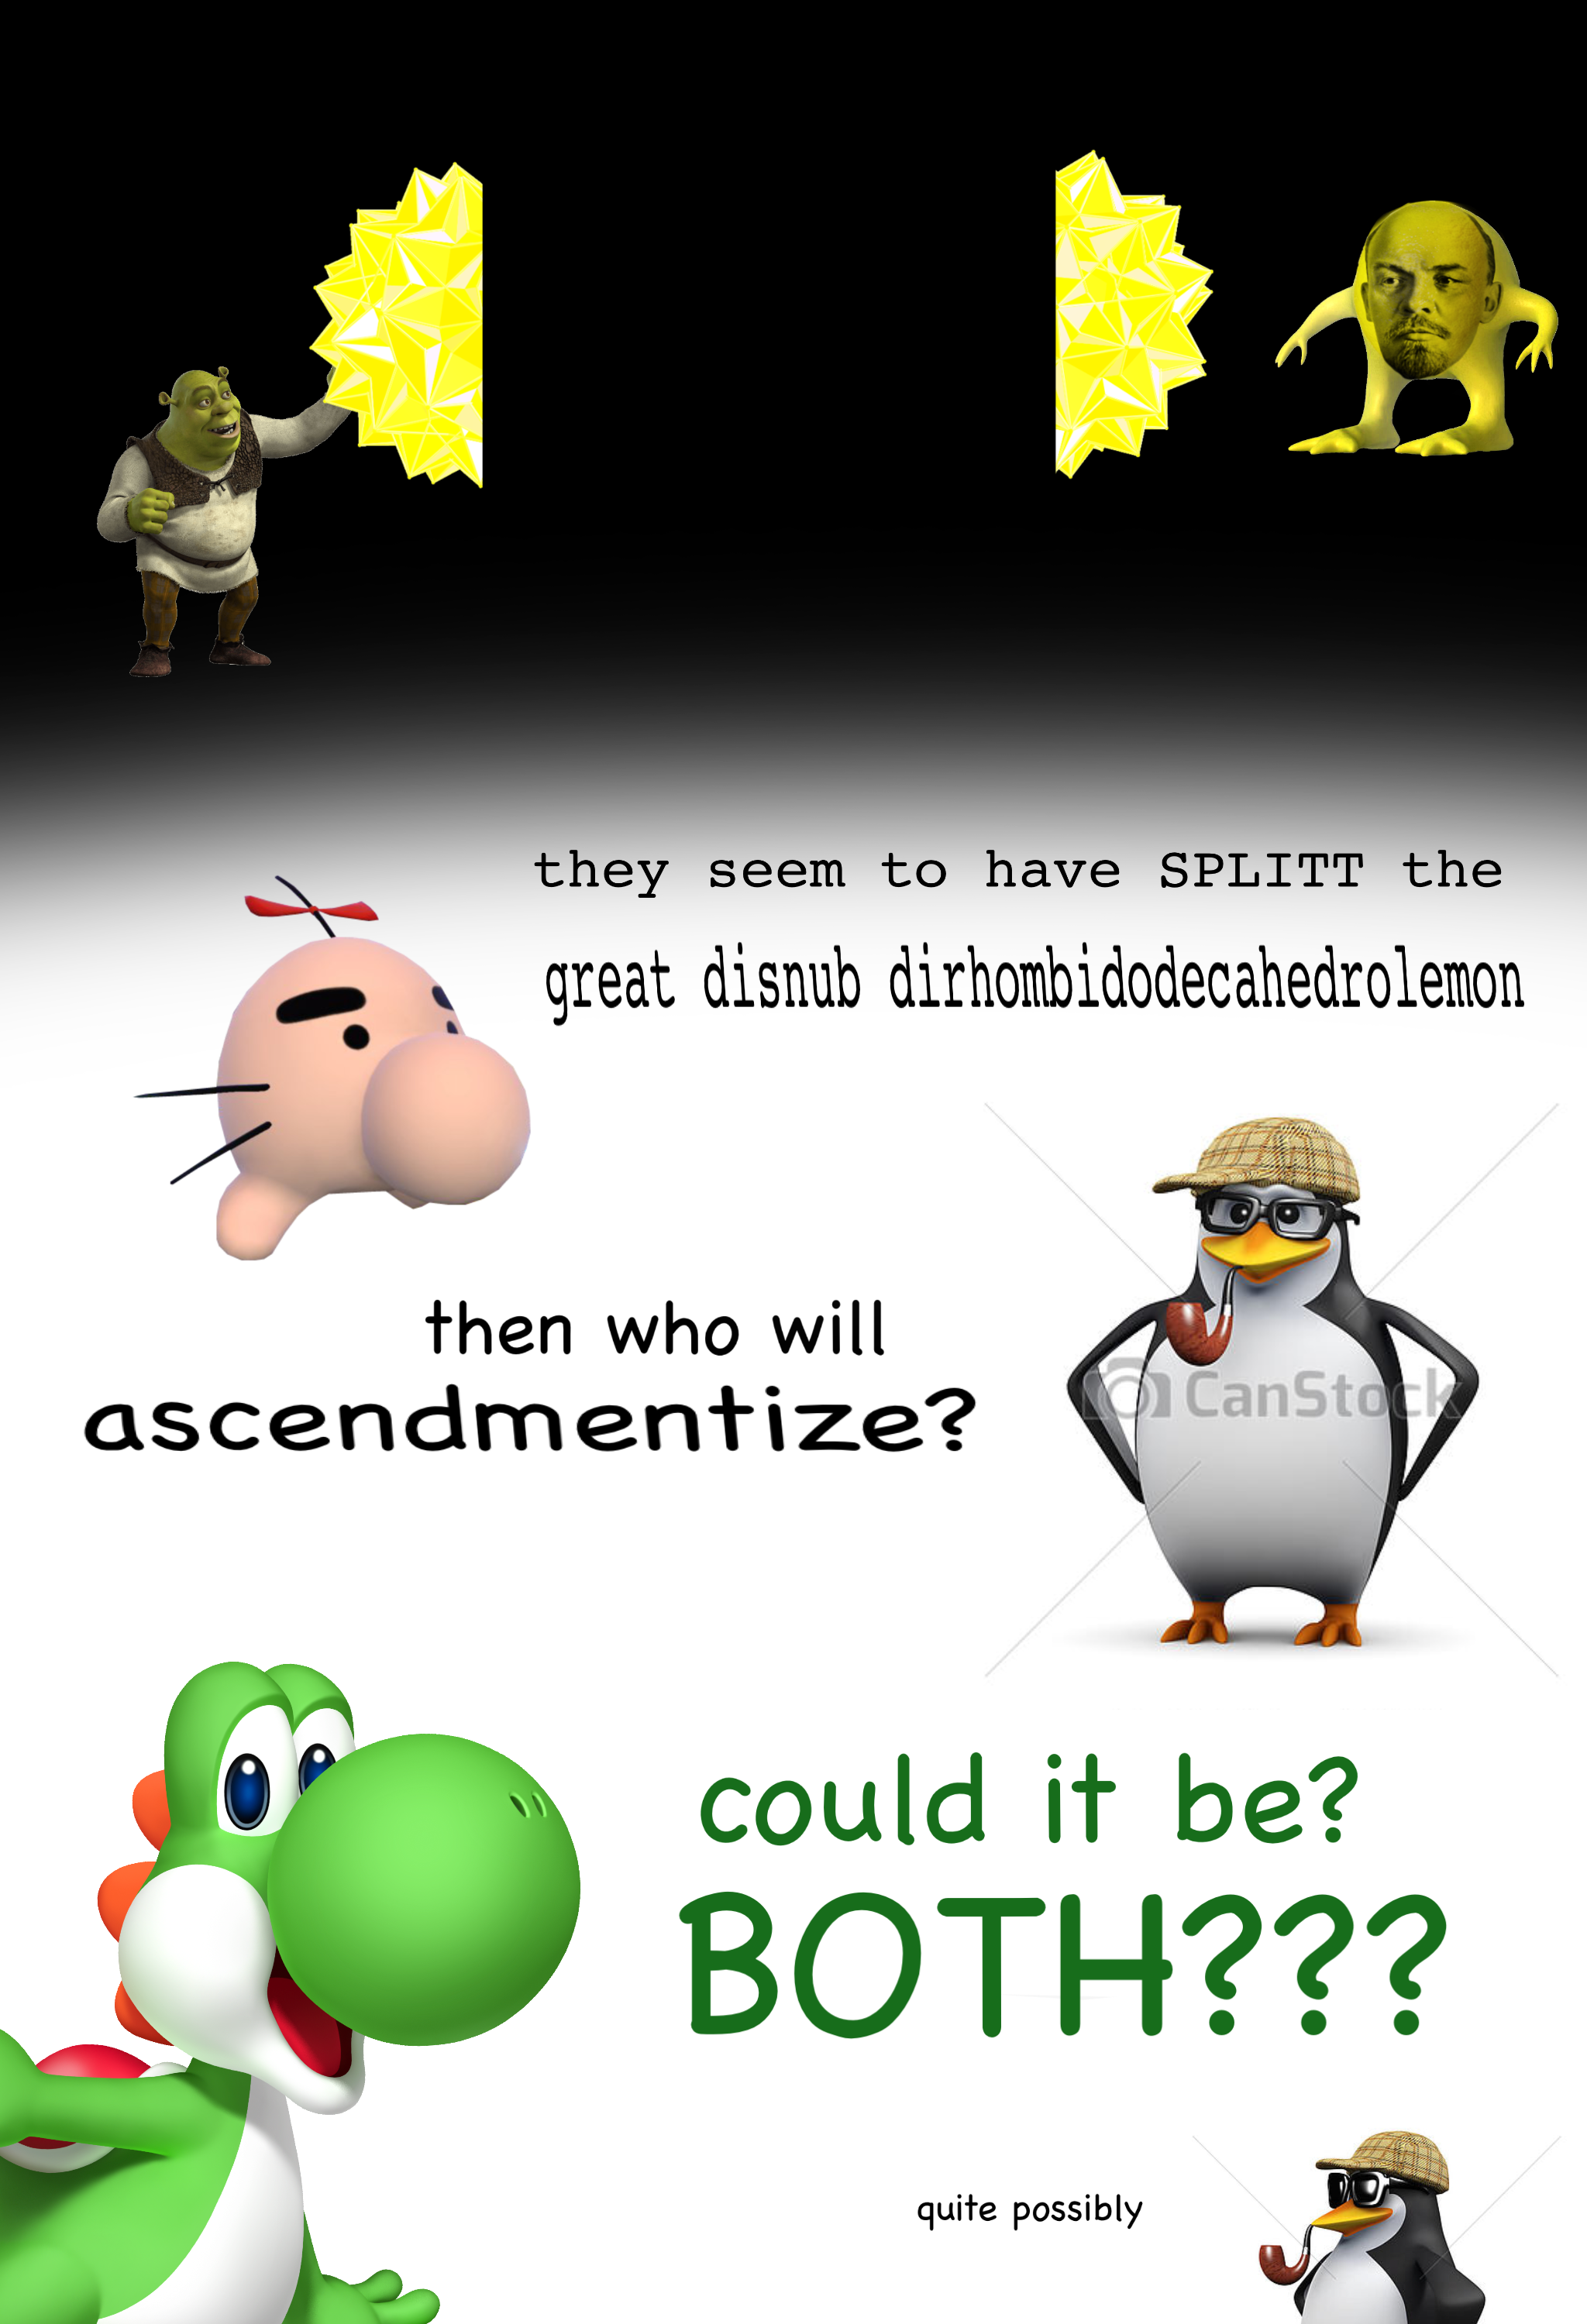 they seem to have SPLITT the
great disnub dirhombidodecahedrolemon
then who will
ascendmentize?
CanStock
could it be?
BOTH???
quite possibly